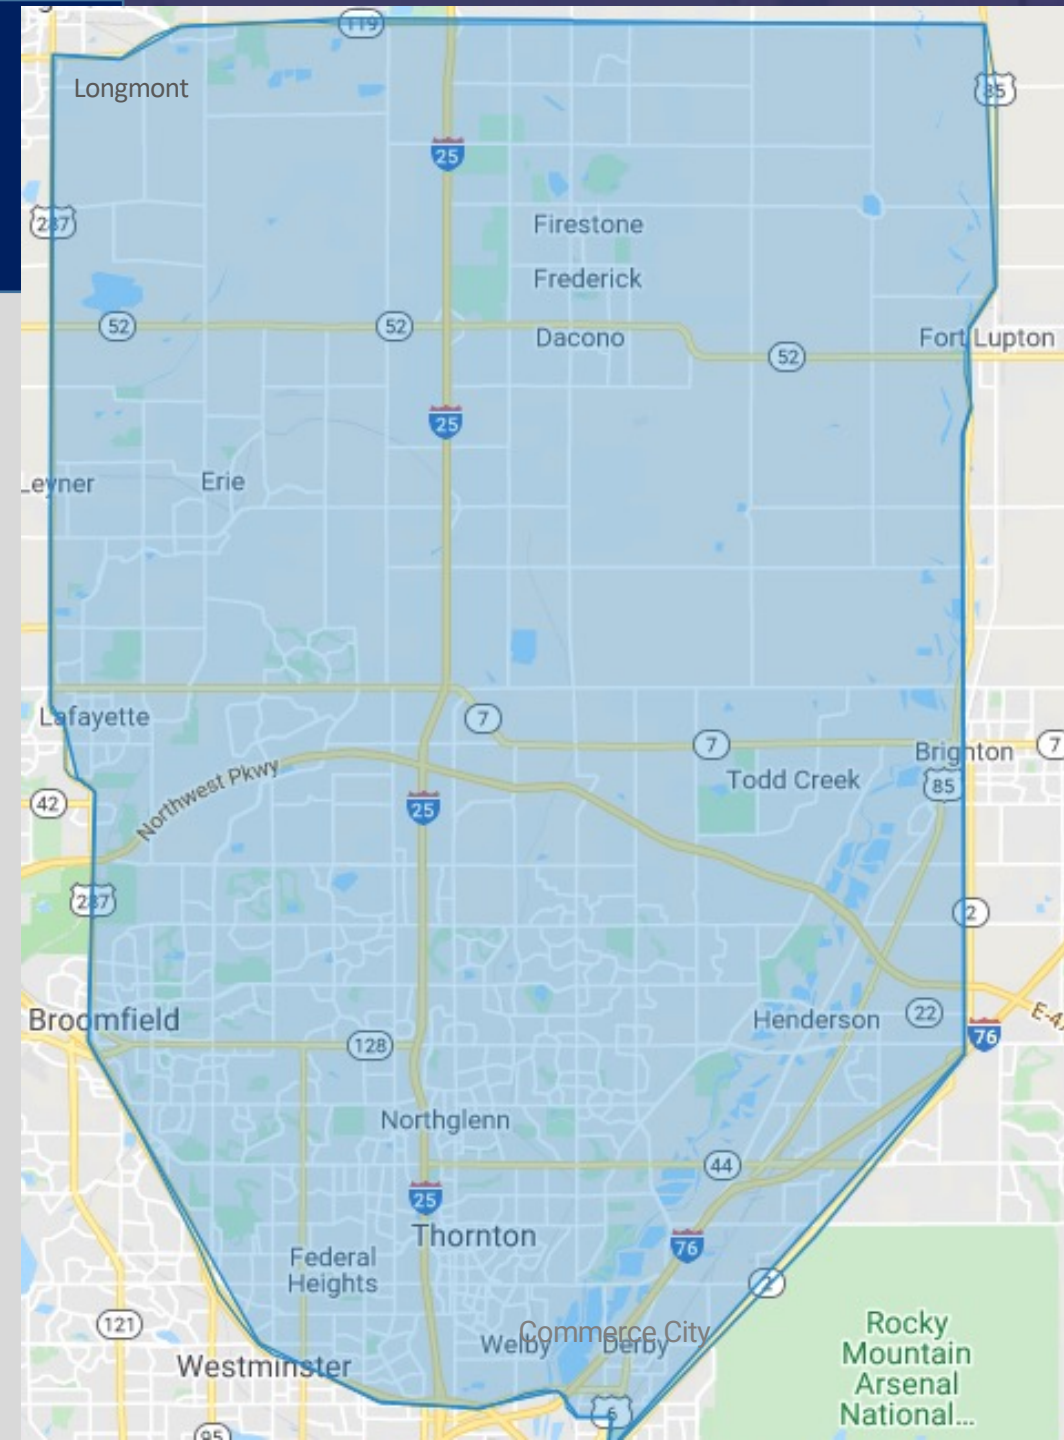 119
Longmont
85
25
287
Firestone
Frederick
52
52
Dacono
52
Fort Lupton
25
Leyner
Erie
Lafayette
7
7
Brighton
7
Todd Creek
85
Northwest Pkwy
42
25
287
2
Broomfield
Henderson
22
E-4
76
128
Northglenn
44
25
Thornton
76
Federal
Heights
2
121
Commerce City
Welby
Derby
Rocky
Mountain
Arsenal
National...
Westminster
6
95